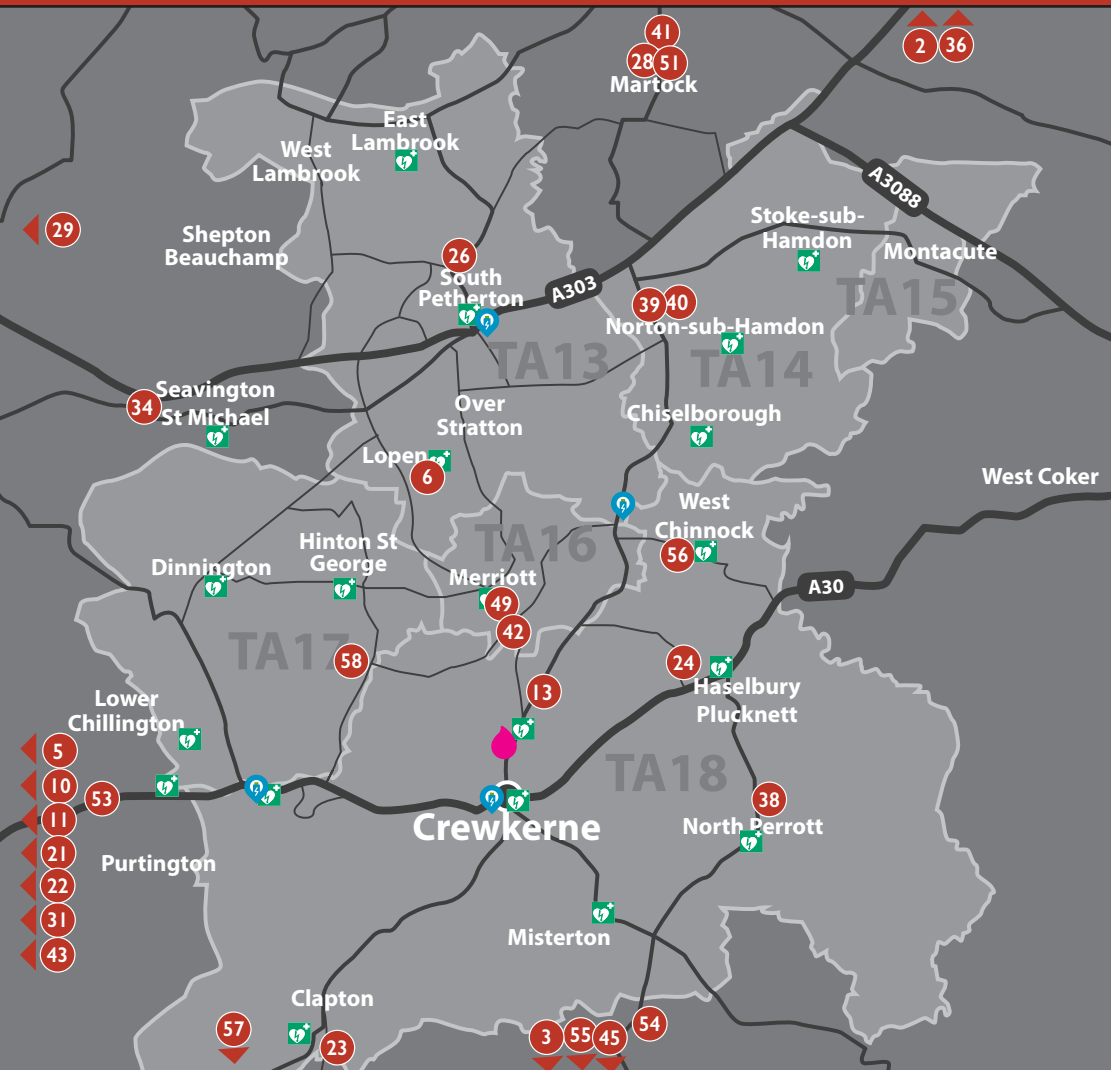 41
28 51
Martock
2 36
East
Lambrook
West
Lambrook
A3088
29
Shepton
Beauchamp
Stoke-sub-
Hamdon
Montacute
26
South
Petherton
A303
TA15
39 40
Norton-sub-Hamdon
TA13
TA14
Seavington
St Michael
34
Over
Stratton
Chiselborough
Lopen
6
West Coker
West
Chinnock
56
TA16
Hinton St
George
Dinnington
Merriott
49
42
A30
TA17
58
24
Haselbury
Plucknett
13
Lower
Chillington
5
10
53
11
21
22
31
43
TA18
38
North Perrott
Crewkerne
Purtington
Misterton
Clapton
57
23
3
55
45
54